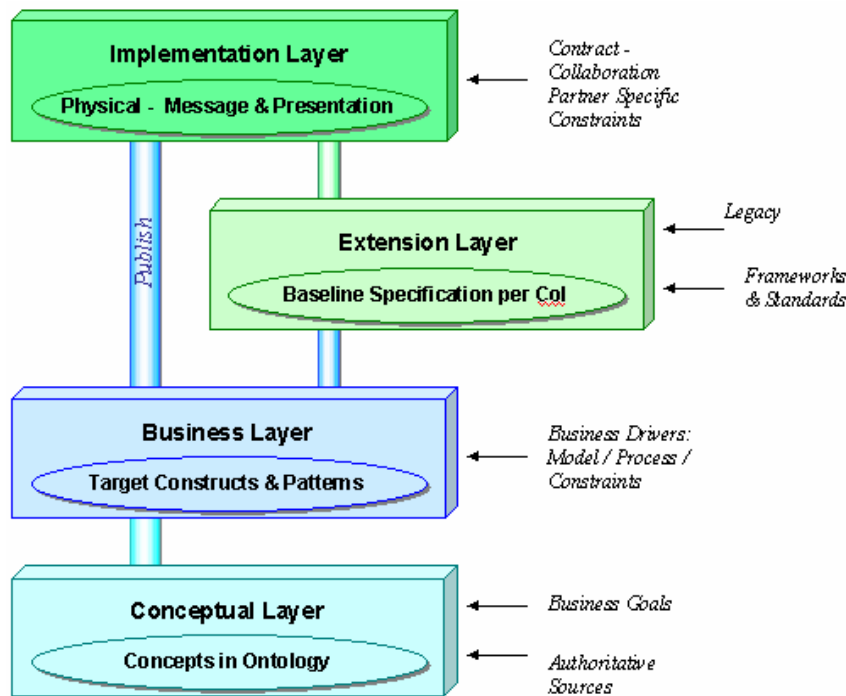 Implementation Layer
Physical - Message & Presentation
Contract -
Collaboration
Partner Specific
Constraints
Publish
Extension Layer
Baseline Specification per CoI
Legacy
Frameworks
& Standards
Business Layer
Target Constructs & Patterns
Business Drivers:
Model / Process /
Constraints
Conceptual Layer
Concepts in Ontology
Business Goals
Authoritative
Sources